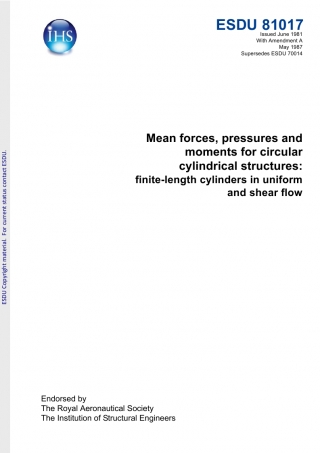 IHS
ESDU 81017
Issued June 1981
With Amendment A
May 1987
Supersedes ESDU 70014
Mean forces, pressures and
moments for circular
cylindrical structures:
finite-length cylinders in uniform
and shear flow
ESDU Copyright material. For current status contact ESDU.
Endorsed by
The Royal Aeronautical Society
The Institution of Structural Engineers